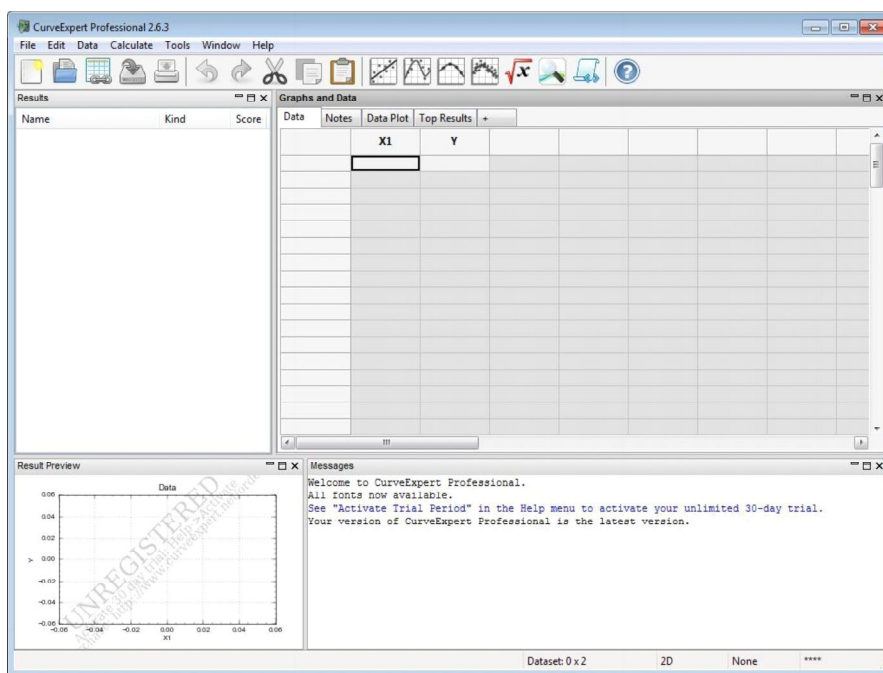 CurveExpert Professional 2.6.3
File Edit Data Calculate Tools Window Help
Results
Name Kind Score
Graphs and Data
Data Notes Data Plot Top Results +
X1 Y
Result Preview
Data
0.06
0.04
0.02
0.00
-0.02
-0.04
-0.06
Y
-0.06 -0.04 -0.02 0.00 0.02 0.04 0.06
X1
UNREGISTERED
Messages
Welcome to CurveExpert Professional.
All fonts now available.
See "Activate Trial Period" in the Help menu to activate your unlimited 30-day trial.
Your version of CurveExpert Professional is the latest version.
Dataset: 0 x 2 2D None ****